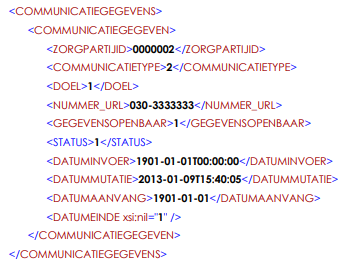 <COMMUNICATIEGEGEVENS>
<COMMUNICATIEGEGEVEN>
<ZORGPARTIJID>0000002</ZORGPARTIJID>
<COMMUNICATIETYPE>2</COMMUNICATIETYPE>
<DOEL>1</DOEL>
<NUMMER_URL>030-3333333</NUMMER_URL>
<GEGEVENSOPENBAAR>1</GEGEVENSOPENBAAR>
<STATUS>1</STATUS>
<DATUMINVOER>1901-01-01T00:00:00</DATUMINVOER>
<DATUMMUTATIE>2013-01-09T15:40:05</DATUMMUTATIE>
<DATUMAANVANG>1901-01-01</DATUMAANVANG>
<DATUMEINDE xsi:nil="1" />
</COMMUNICATIEGEGEVEN>
</COMMUNICATIEGEGEVENS>